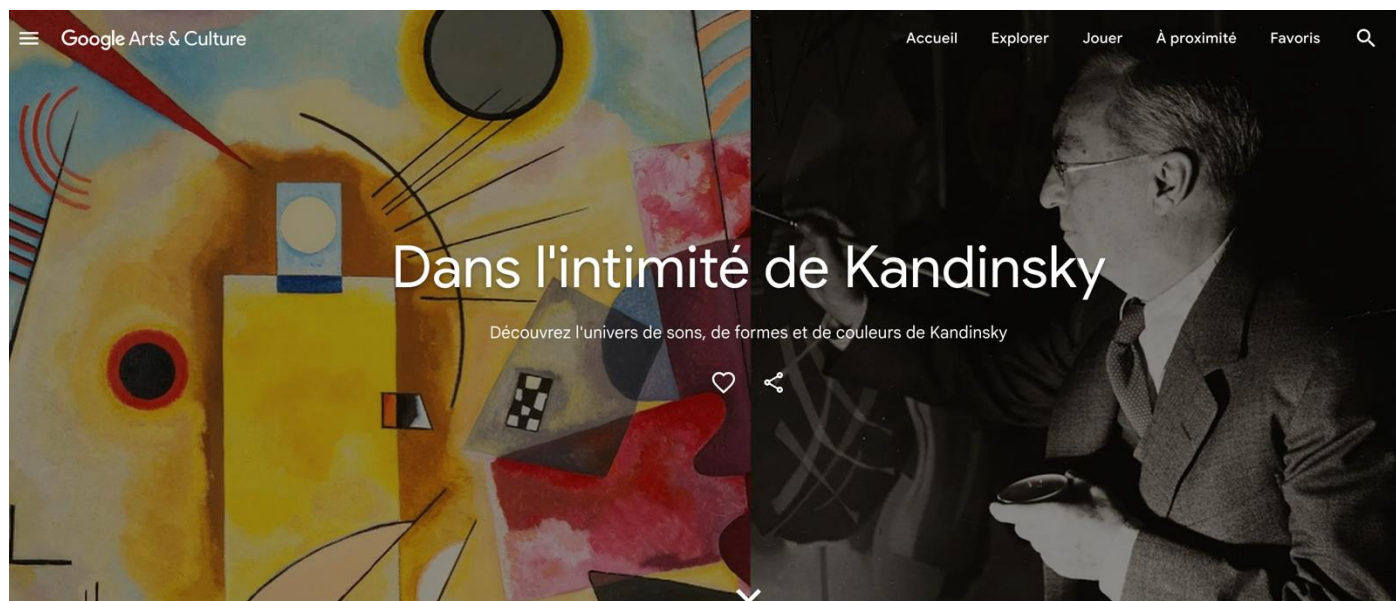 Google Arts & Culture
Accueil Explorer Jouer À proximité Favoris
Dans l'intimité de Kandinsky
Découvrez l'univers de sons, de formes et de couleurs de Kandinsky